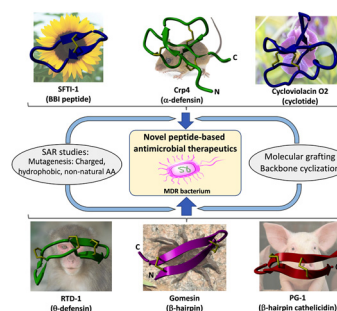 C
N
SFTI-1
(BBI peptide)
Crp4
(α-defensin)
Cycloviolacin O2
(cyclotide)
SAR studies:
Mutagenesis: Charged,
hydrophobic, non-natural AA
Novel peptide-based
antimicrobial therapeutics
MDR bacterium
Molecular grafting
Backbone cyclization
C
N
RTD-1
(θ-defensin)
Gomesin
(β-hairpin)
PG-1
(β-hairpin cathelicidin)